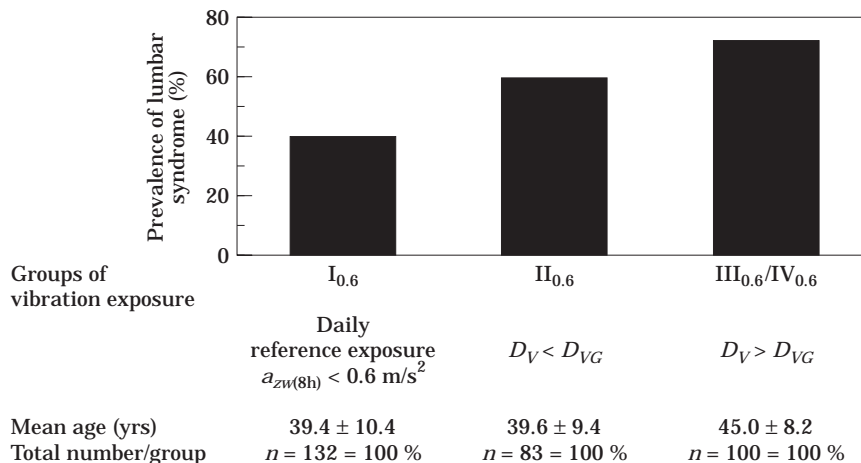 Prevalence of lumbar
syndrome (%)
80
60
40
20
0
Groups of
vibration exposure
I0.6
II0.6
III0.6/IV0.6
Daily
reference exposure
azw(8h) < 0.6 m/s2
DV < DVG
DV > DVG
Mean age (yrs) 39.4 ± 10.4 39.6 ± 9.4 45.0 ± 8.2
Total number/group n = 132 = 100 % n = 83 = 100 % n = 100 = 100 %